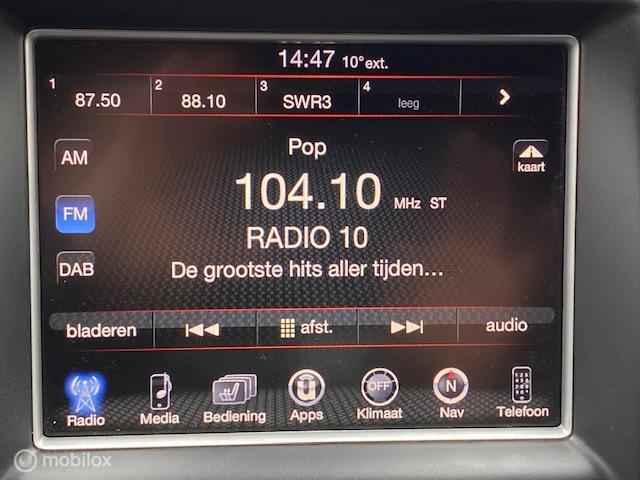 14:47 10°ext.
1 87.50 2 88.10 3 SWR3 4 leeg
AM
Pop
kaart
104.10 MHz ST
FM
RADIO 10
DAB
De grootste hits aller tijden...
bladeren afst. audio
OFF N
Radio Media Bediening Apps Klimaat Nav Telefoon
© mobilox